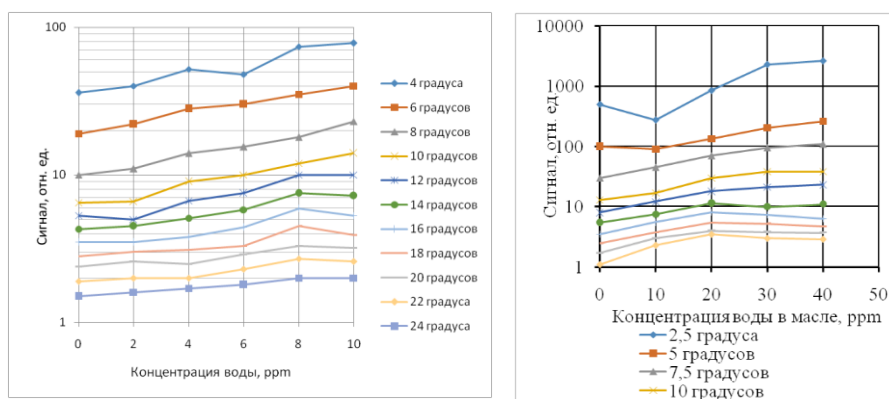 100
10
1
Сигнал, отн. ед.
0 2 4 6 8 10
Концентрация воды, ppm
4 градуса
6 градусов
8 градусов
10 градусов
12 градусов
14 градусов
16 градусов
18 градусов
20 градусов
22 градуса
24 градуса
10000
1000
100
10
1
Сигнал, отн. ед.
0 10 20 30 40 50
Концентрация воды в масле, ppm
2,5 градуса
5 градусов
7,5 градусов
10 градусов